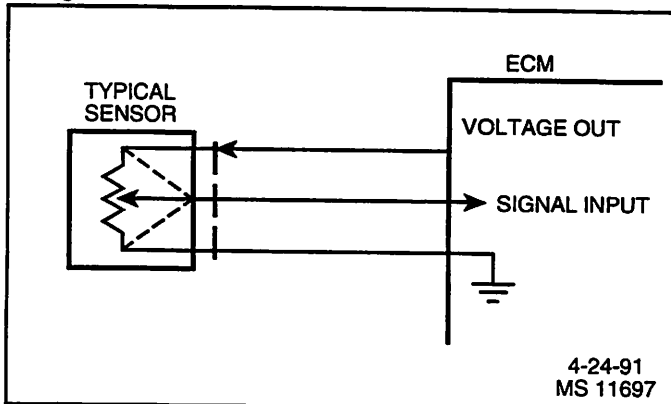 ECM
TYPICAL
SENSOR
VOLTAGE OUT
SIGNAL INPUT
4-24-91
MS 11697